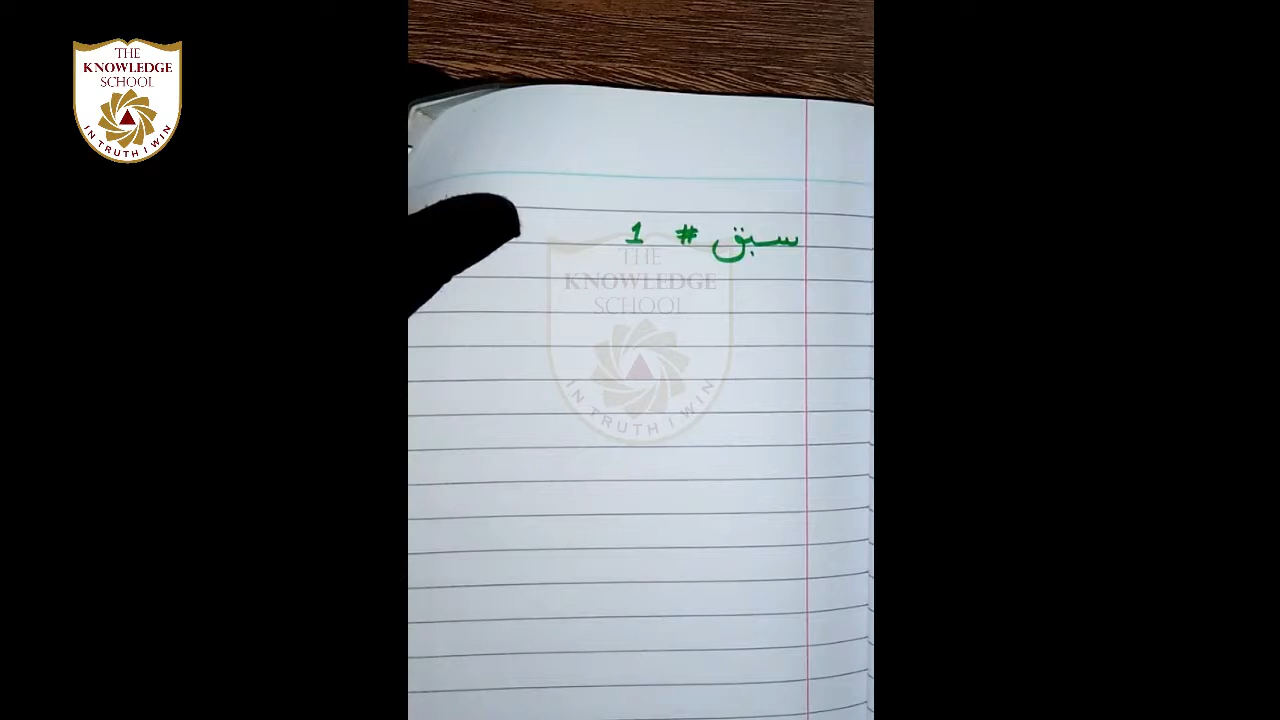 THE
KNOWLEDGE
SCHOOL
IN TRUTH I WIN
سبق # 1
THE
KNOWLEDGE
SCHOOL
IN TRUTH I WIN